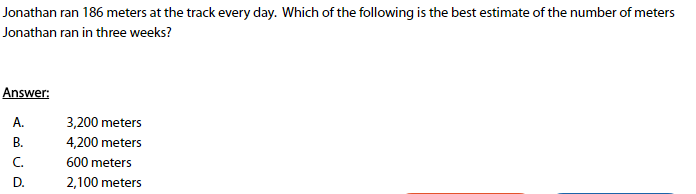 Jonathan ran 186 meters at the track every day. Which of the following is the best estimate of the number of meters
Jonathan ran in three weeks?
Answer:
A. 3,200 meters
B. 4,200 meters
C. 600 meters
D. 2,100 meters